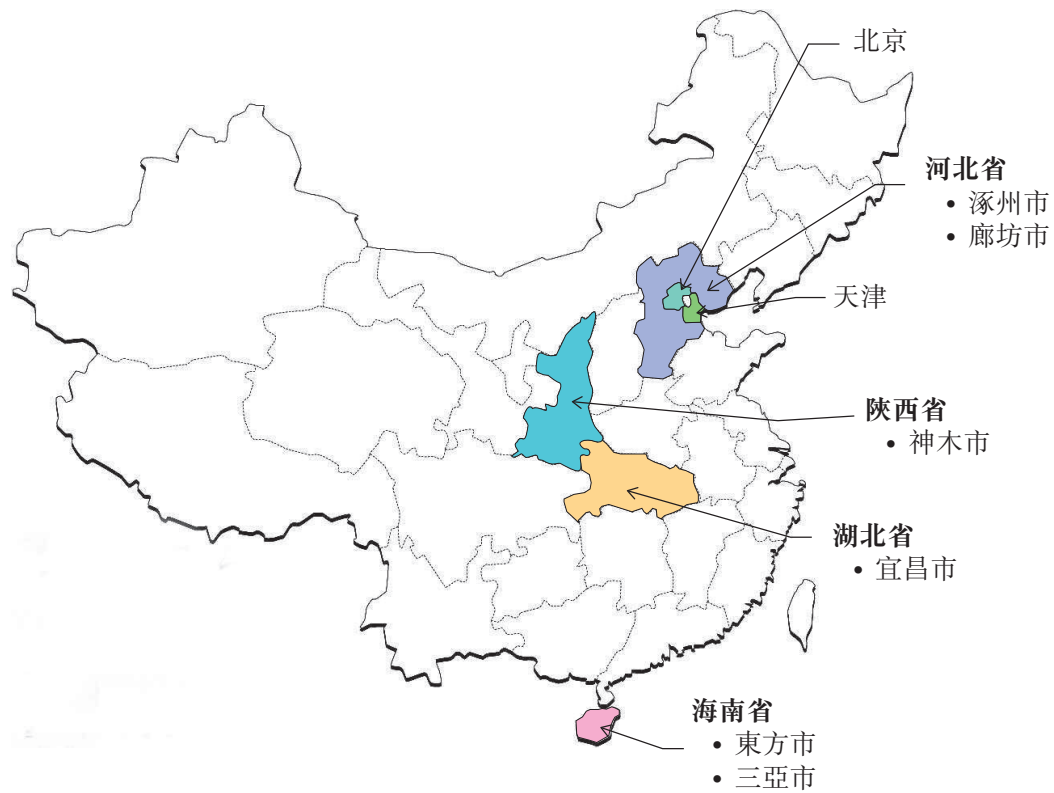 北京
河北省
• 涿州市
• 廊坊市
天津
陝西省
• 神木市
湖北省
• 宜昌市
海南省
• 東方市
• 三亞市